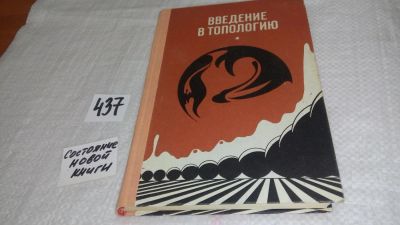 ВВЕДЕНИЕ
В ТОПОЛОГИЮ
437
СОСТОЯНИЕ
НОВОЙ
КНИГИ